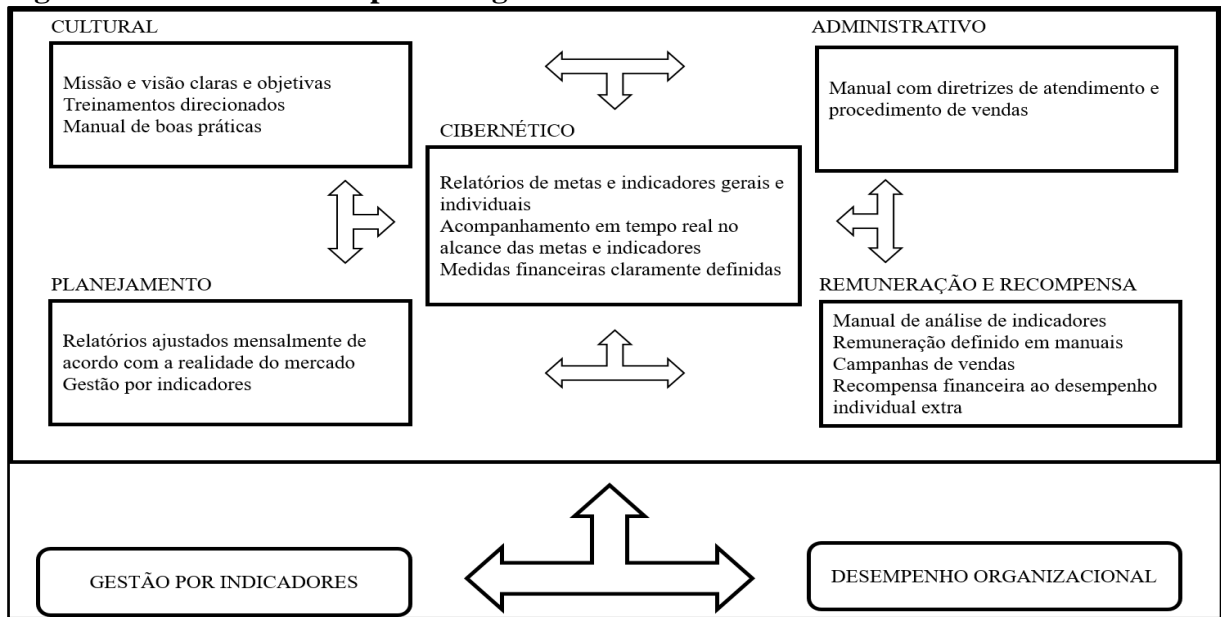 CULTURAL
Missão e visão claras e objetivas
Treinamentos direcionados
Manual de boas práticas
ADMINISTRATIVO
Manual com diretrizes de atendimento e
procedimento de vendas
CIBERNÉTICO
Relatórios de metas e indicadores gerais e
individuais
Acompanhamento em tempo real no
alcance das metas e indicadores
Medidas financeiras claramente definidas
PLANEJAMENTO
Relatórios ajustados mensalmente de
acordo com a realidade do mercado
Gestão por indicadores
REMUNERAÇÃO E RECOMPENSA
Manual de análise de indicadores
Remuneração definido em manuais
Campanhas de vendas
Recompensa financeira ao desempenho
individual extra
GESTÃO POR INDICADORES
DESEMPENHO ORGANIZACIONAL